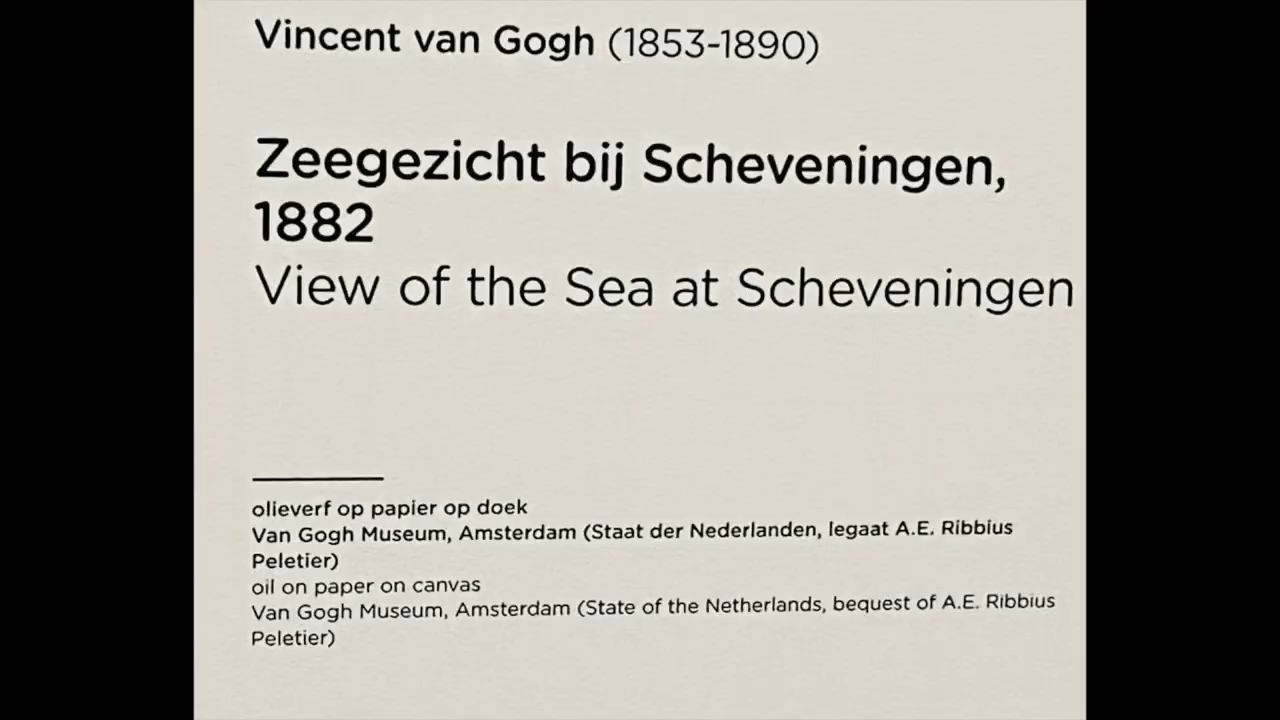 Vincent van Gogh (1853-1890)
Zeegezicht bij Scheveningen,
1882
View of the Sea at Scheveningen
olieverf op papier op doek
Van Gogh Museum, Amsterdam (Staat der Nederlanden, legaat A.E. Ribbius
Peletier)
oil on paper on canvas
Van Gogh Museum, Amsterdam (State of the Netherlands, bequest of A.E. Ribbius
Peletier)